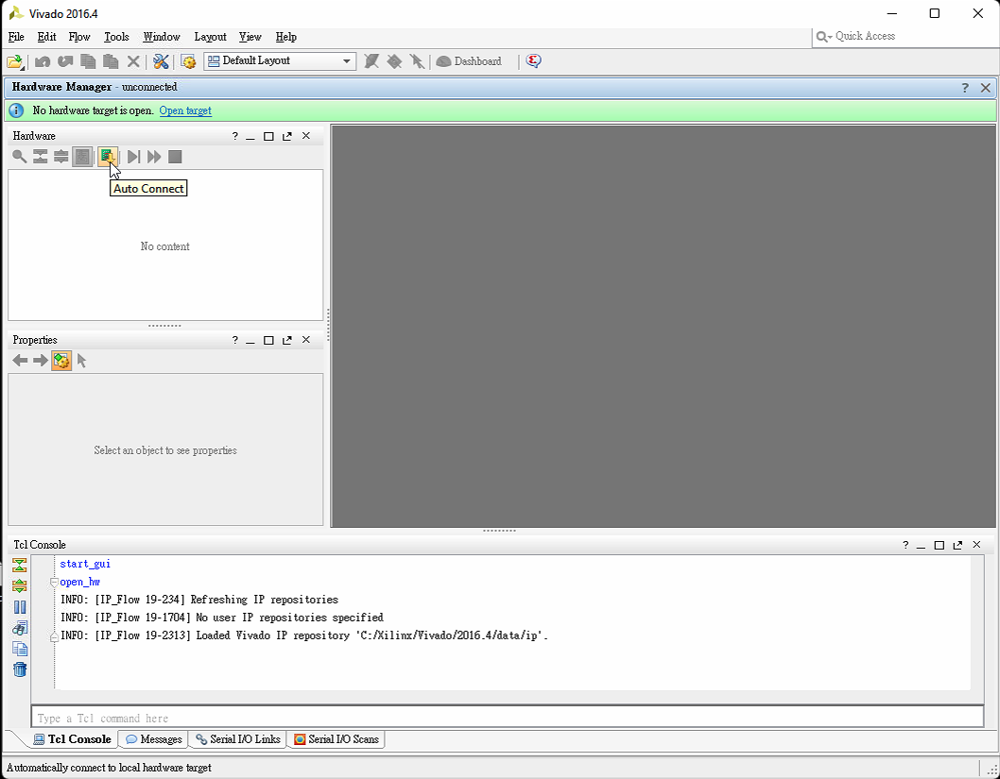 Vivado 2016.4
File Edit Flow Tools Window Layout View Help
Quick Access
Default Layout
Dashboard
Hardware Manager - unconnected
No hardware target is open. Open target
Hardware
Auto Connect
No content
Properties
Select an object to see properties
Tcl Console
start_gui
open_hw
INFO: [IP_Flow 19-234] Refreshing IP repositories
INFO: [IP_Flow 19-1704] No user IP repositories specified
INFO: [IP_Flow 19-2313] Loaded Vivado IP repository 'C:/Xilinx/Vivado/2016.4/data/ip'.
Type a Tcl command here
Tcl Console Messages Serial I/O Links Serial I/O Scans
Automatically connect to local hardware target